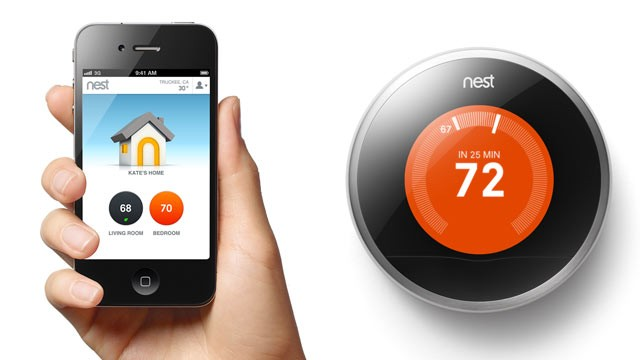 3G 9:41 AM
nest
TRUCKEE, CA
30°
KATE'S HOME
68 70
LIVING ROOM BEDROOM
nest
67
IN 25 MIN
72